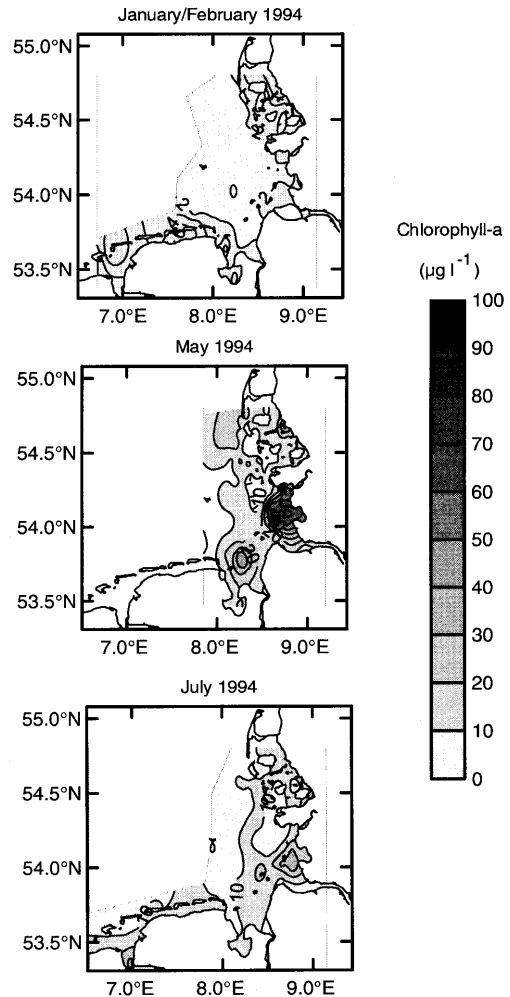 January/February 1994
55.0°N
54.5°N
54.0°N
53.5°N
7.0°E 8.0°E 9.0°E
May 1994
55.0°N
54.5°N
54.0°N
53.5°N
7.0°E 8.0°E 9.0°E
July 1994
55.0°N
54.5°N
54.0°N
10
53.5°N
7.0°E 8.0°E 9.0°E
Chlorophyll-a
(µg l⁻¹)
100
90
80
70
60
50
40
30
20
10
0